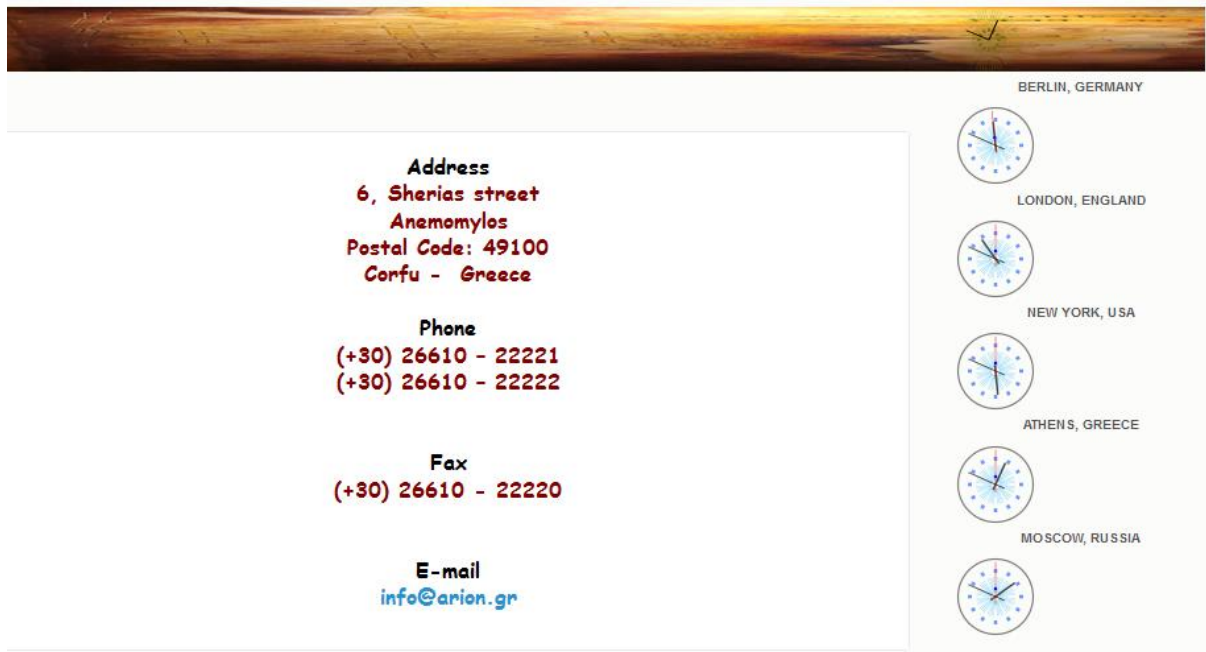 Address
6, Sherias street
Anemomylos
Postal Code: 49100
Corfu - Greece
Phone
(+30) 26610 - 22221
(+30) 26610 - 22222
Fax
(+30) 26610 - 22220
E-mail
info@arion.gr
BERLIN, GERMANY
LONDON, ENGLAND
NEW YORK, USA
ATHENS, GREECE
MOSCOW, RUSSIA